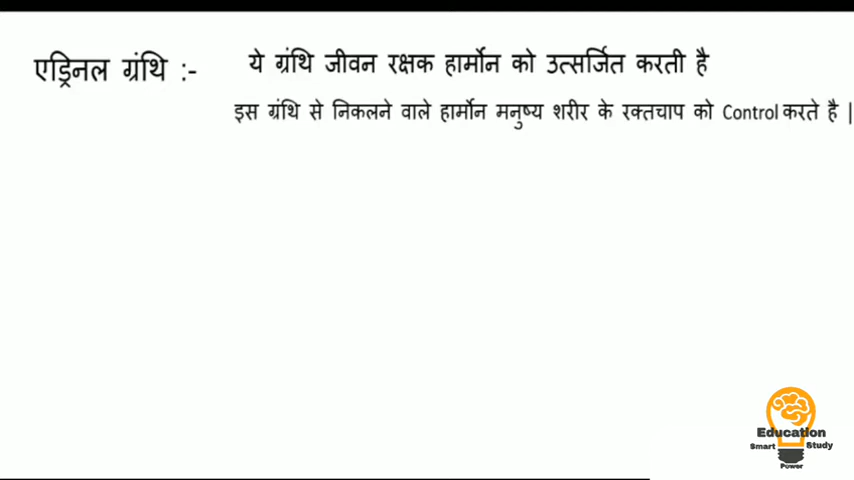 एड्रिनल ग्रंथि :- ये ग्रंथि जीवन रक्षक हार्मोन को उत्सर्जित करती है
इस ग्रंथि से निकलने वाले हार्मोन मनुष्य शरीर के रक्तचाप को Control करते है |
Education
Smart Study
Power